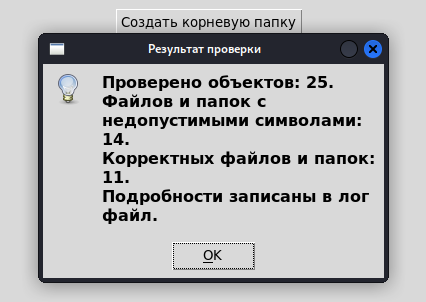 Создать корневую папку
Результат проверки
Проверено объектов: 25.
Файлов и папок с
недопустимыми символами:
14.
Корректных файлов и папок:
11.
Подробности записаны в лог
файл.
OK